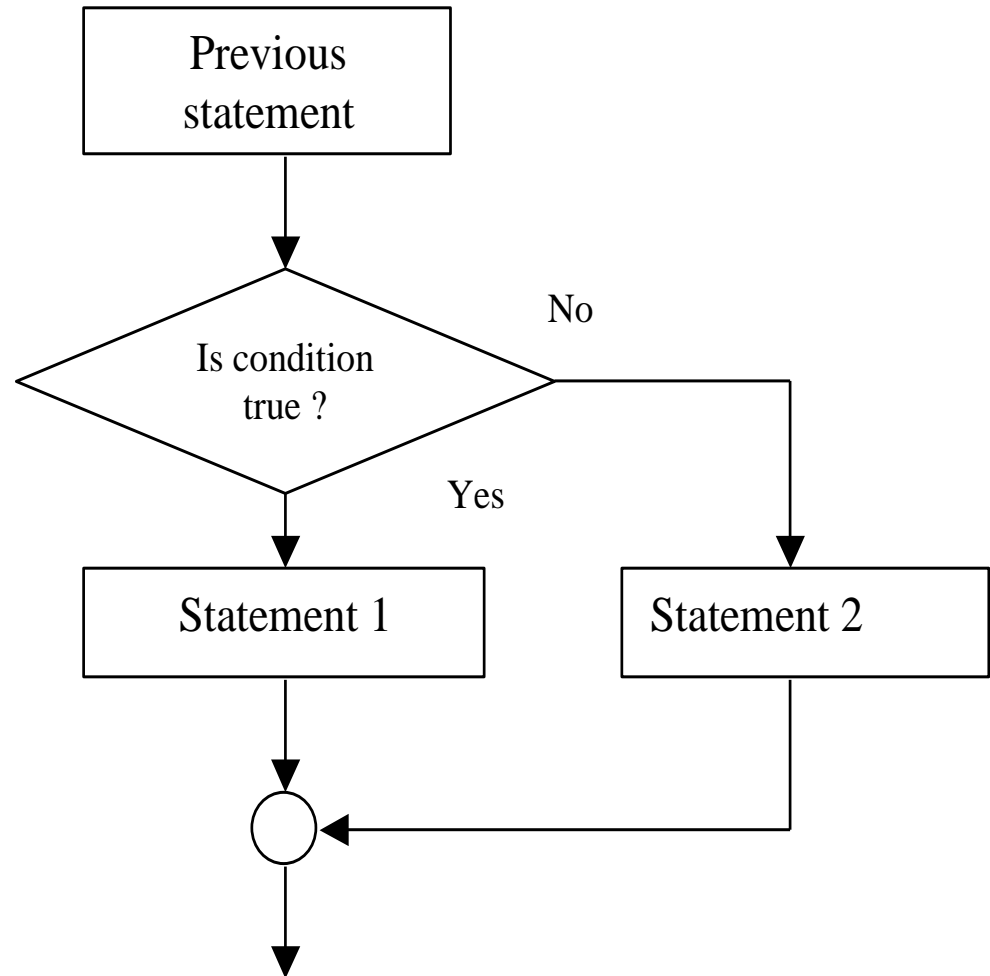 Previous
statement
No
Is condition
true ?
Yes
Statement 1
Statement 2